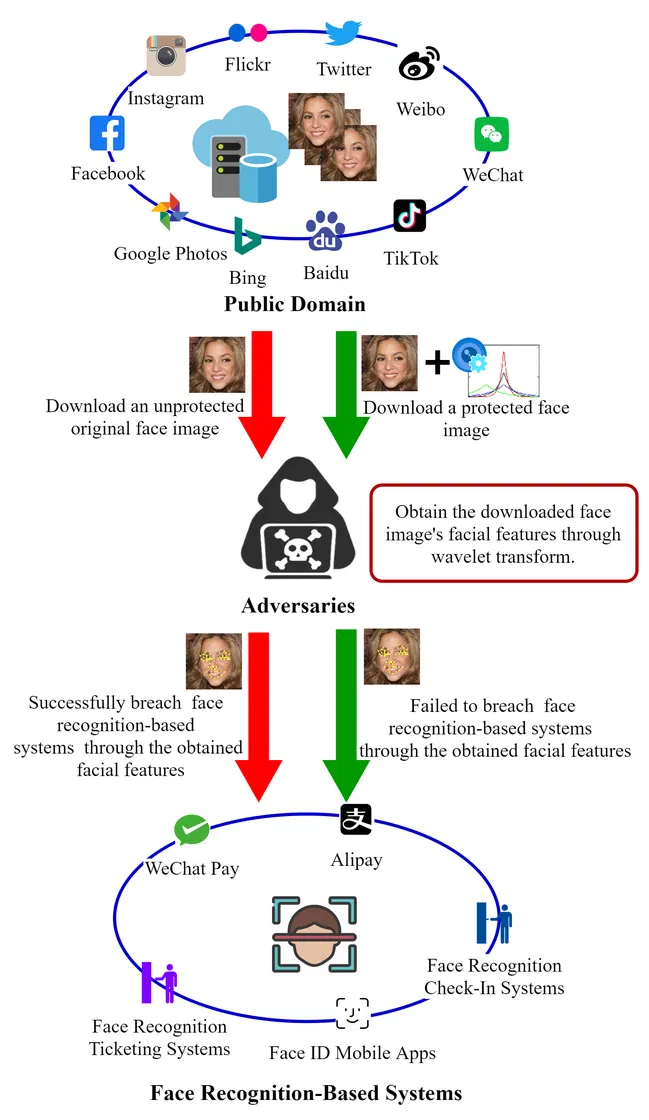 Flickr
Twitter
Instagram
Weibo
Facebook
WeChat
Google Photos
Bing
du
Baidu
TikTok
Public Domain
Download an unprotected
original face image
Download a protected face
image
Obtain the downloaded face
image's facial features through
wavelet transform.
Adversaries
Successfully breach face
recognition-based
systems through the obtained
facial features
Failed to breach face
recognition-based systems
through the obtained facial features
支
WeChat Pay
Alipay
Face Recognition
Check-In Systems
Face Recognition
Ticketing Systems
Face ID Mobile Apps
Face Recognition-Based Systems